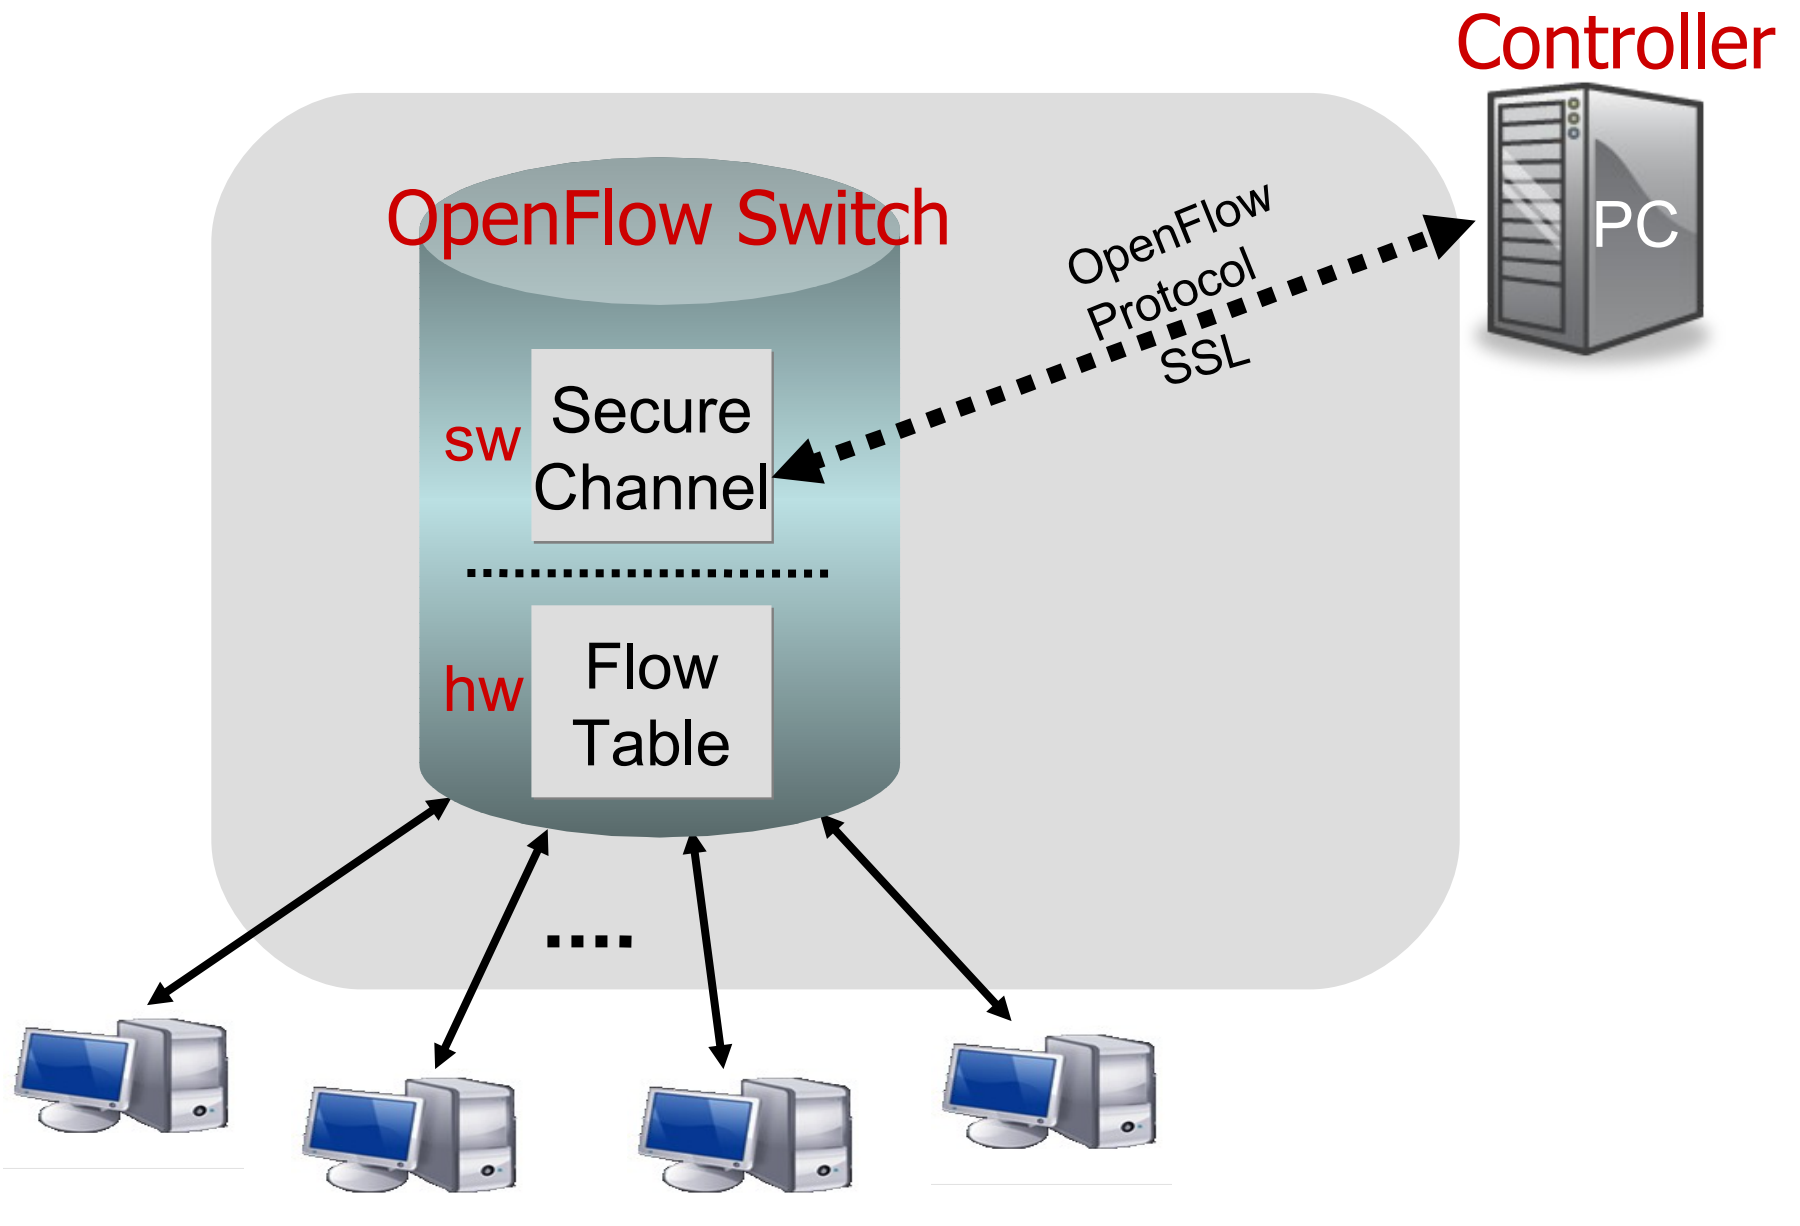 Controller
PC
OpenFlow Switch
OpenFlow
Protocol
SSL
sw
Secure
Channel
hw
Flow
Table